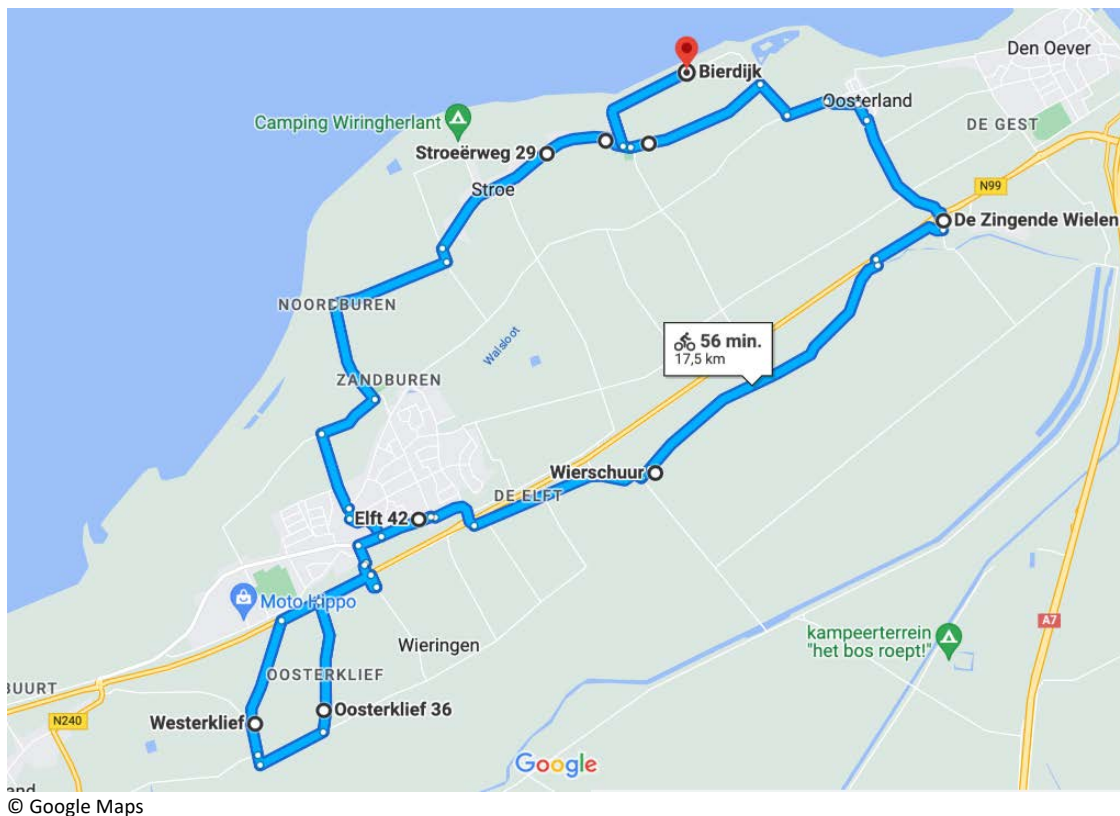 Den Oever
Bierdijk
Oosterland
Camping Wiringherlant
DE GEST
Stroeërweg 29
N99
Stroe
De Zingende Wielen
NOORDBUREN
Walsloot
56 min.
17,5 km
ZANDBUREN
Wierschuur
DE ELFT
Elft 42
Moto Hippo
A7
Wieringen
kampeerterrein
"het bos roept!"
OOSTERKLIEF
BUURT
Oosterklief 36
N240
Westerklief
Google
and
© Google Maps